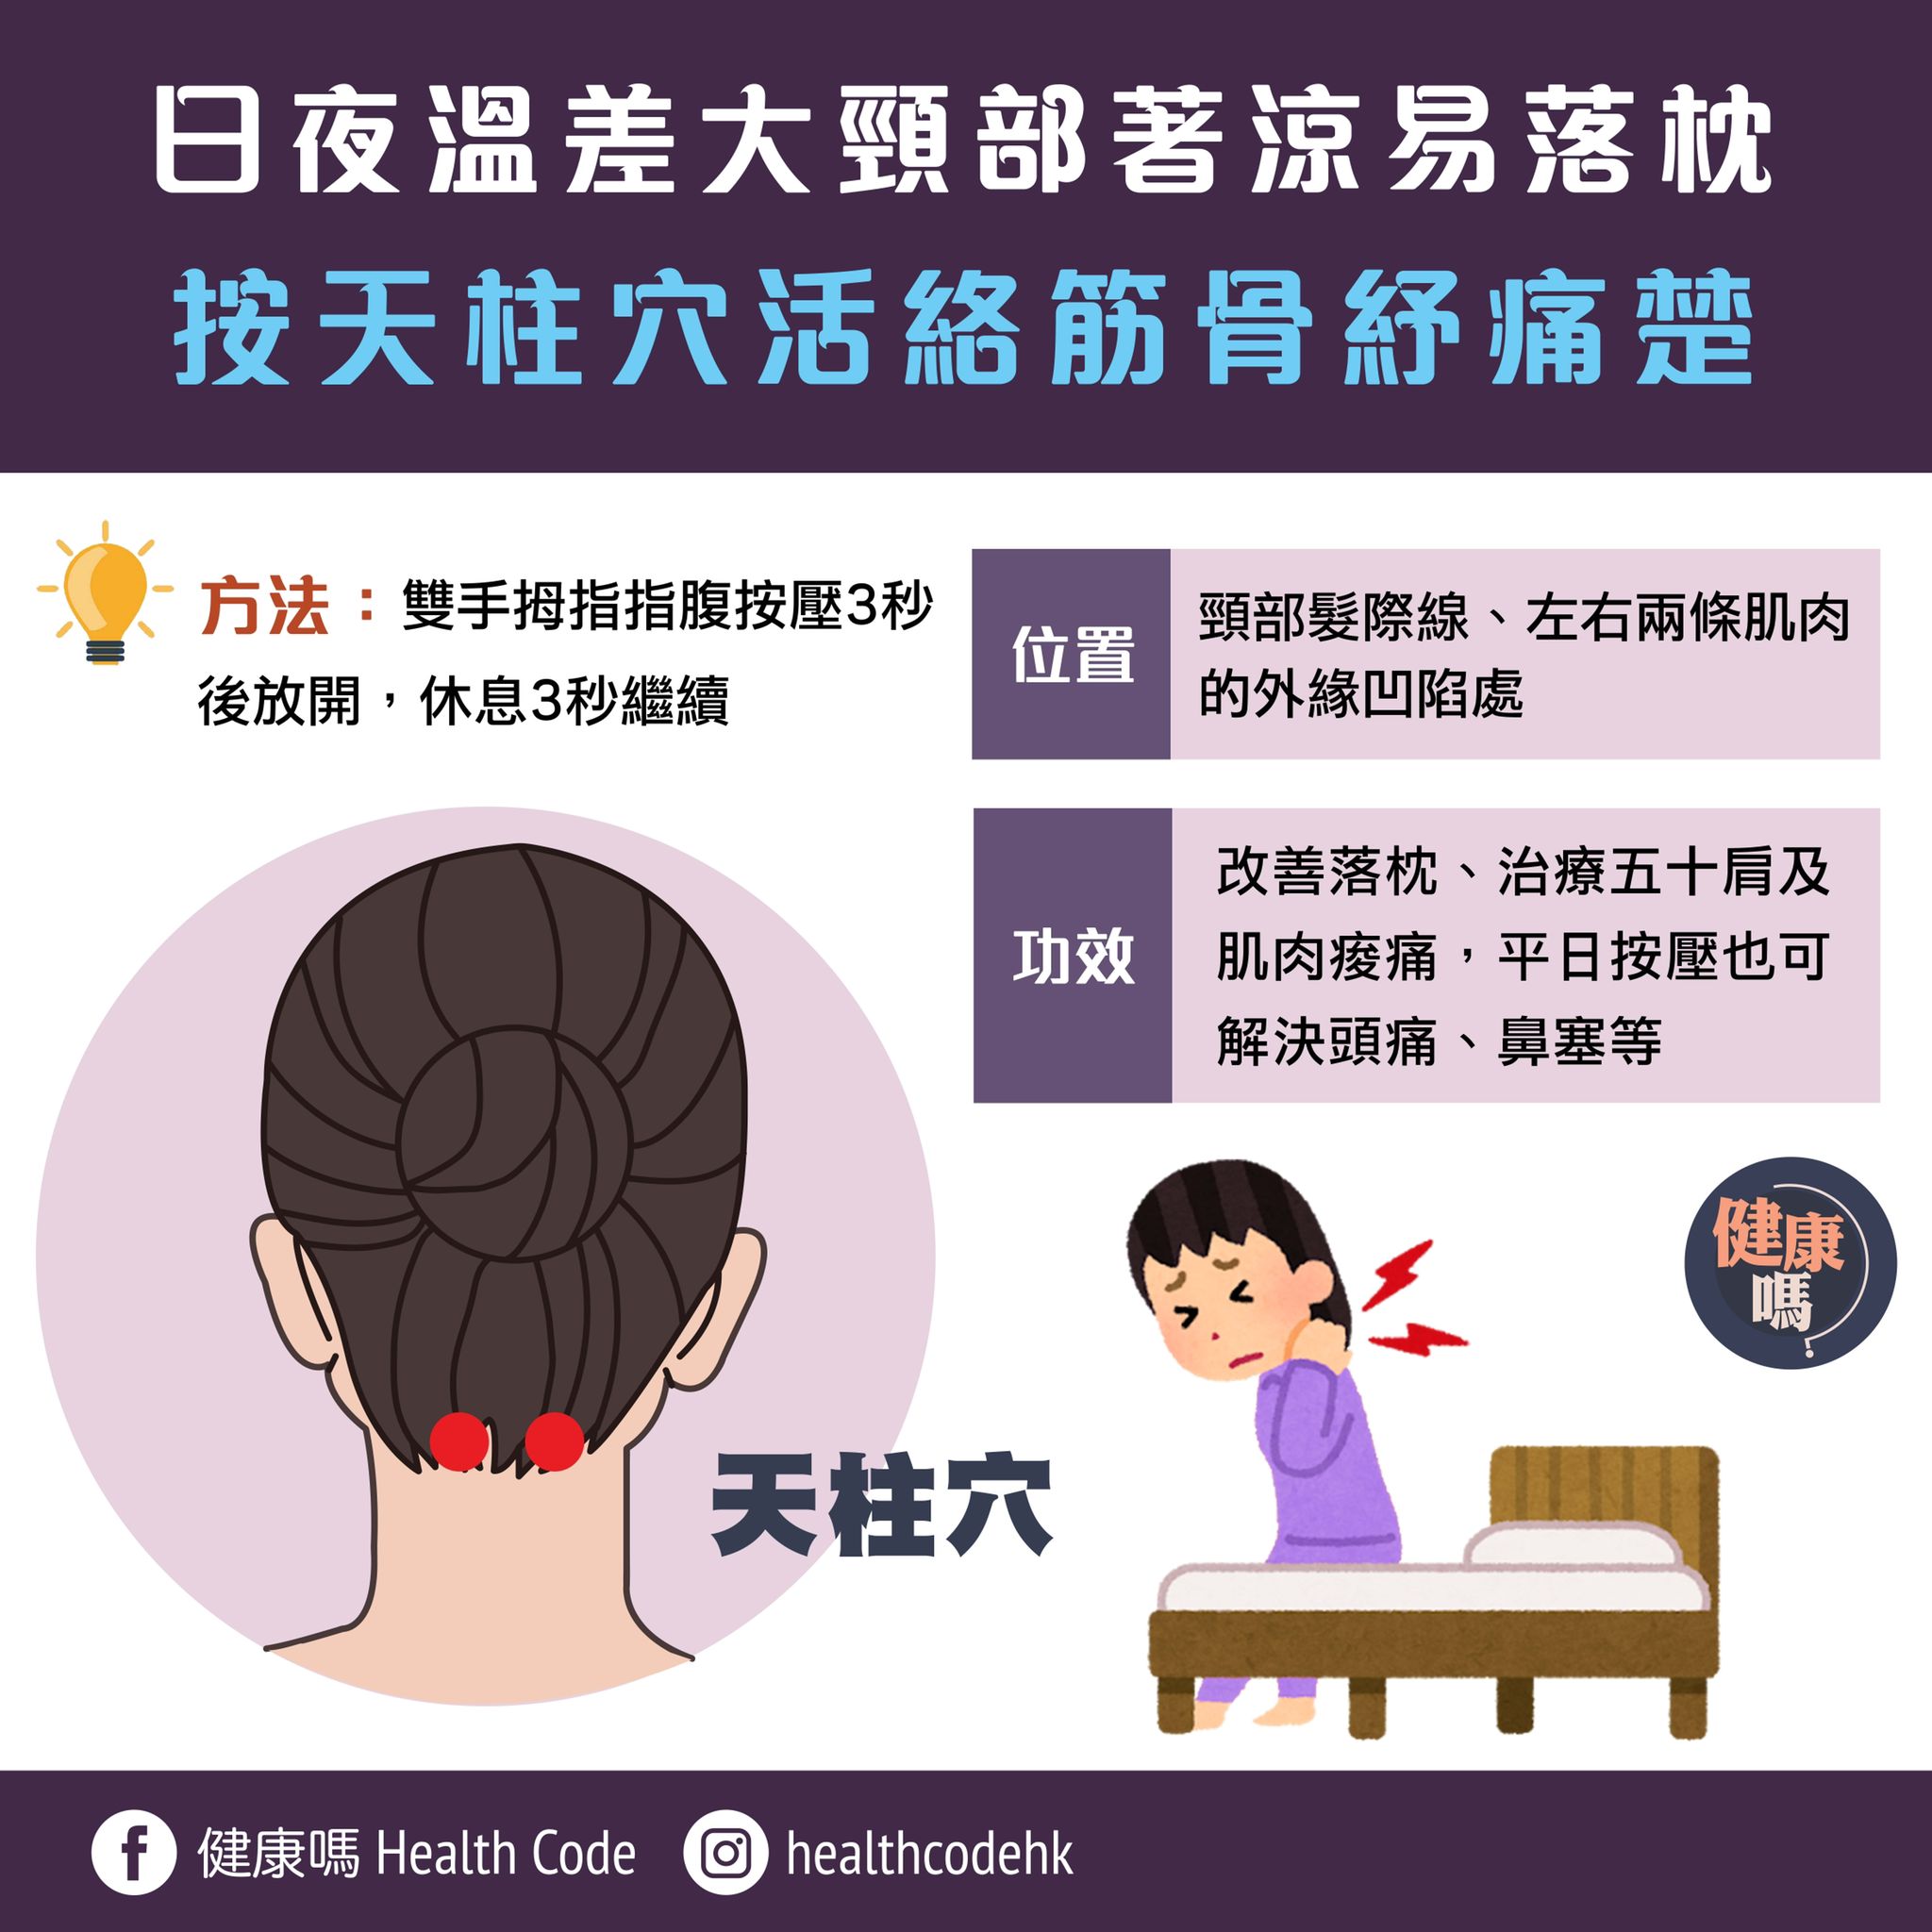 日夜溫差大頸部著涼易落枕
按天柱穴活絡筋骨紓痛楚
方法：雙手拇指指腹按壓3秒
後放開，休息3秒繼續
位置
頸部髮際線、左右兩條肌肉
的外緣凹陷處
功效
改善落枕、治療五十肩及
肌肉痠痛，平日按壓也可
解決頭痛、鼻塞等
天柱穴
健康
嗎?
健康嗎 Health Code
healthcodehk